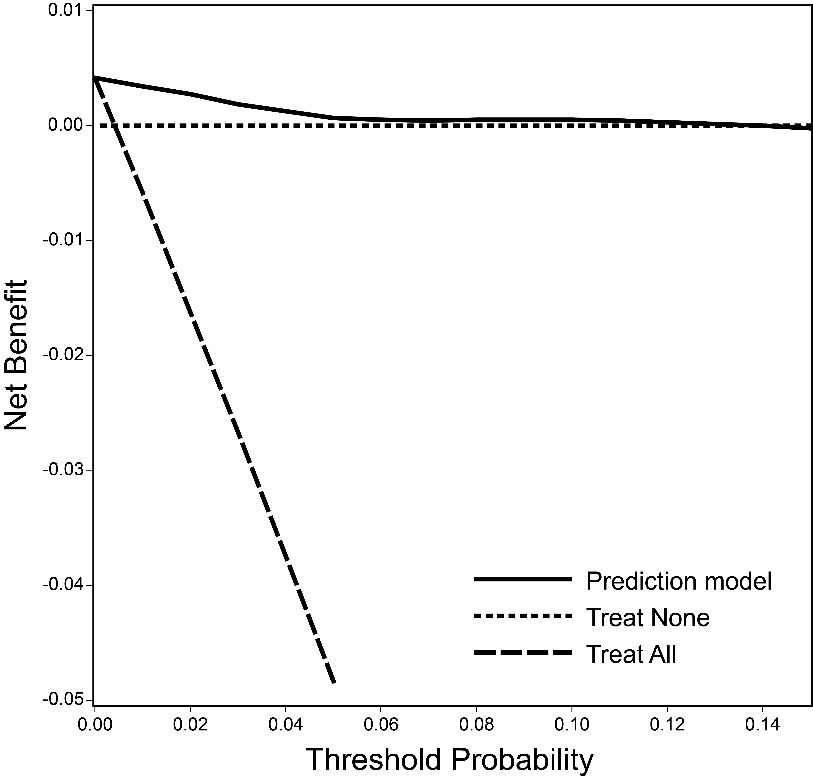 0.01
0.00
-0.01
-0.02
-0.03
-0.04
-0.05
Net Benefit
Prediction model
Treat None
Treat All
0.00 0.02 0.04 0.06 0.08 0.10 0.12 0.14
Threshold Probability